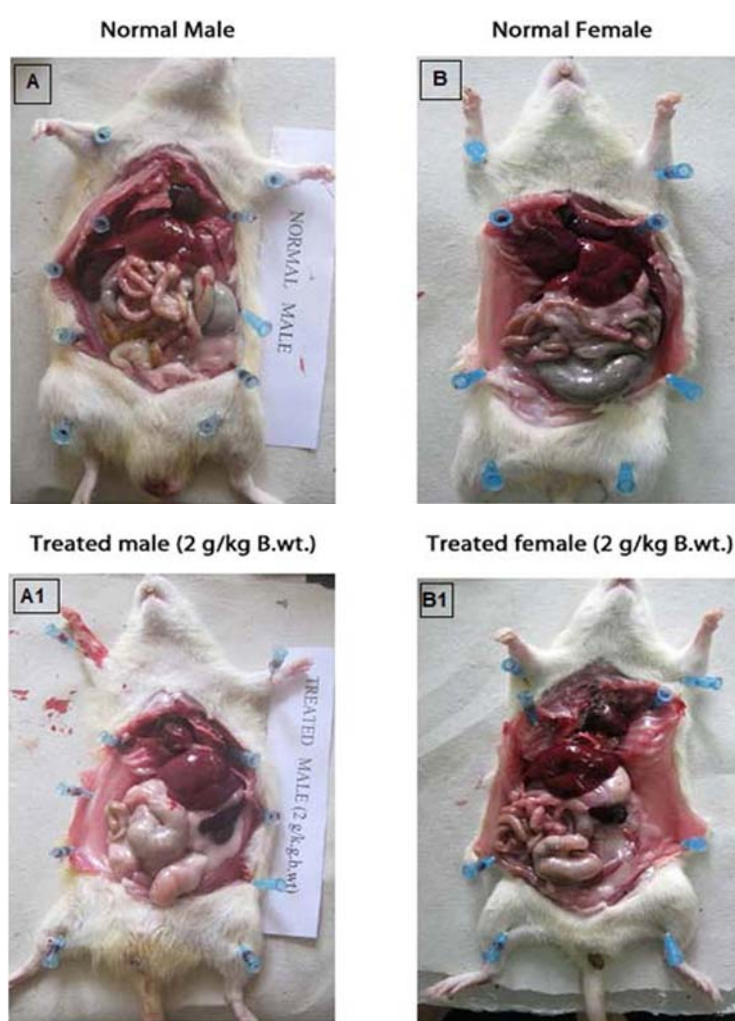 Normal Male
Normal Female
A
NORMAL MALE
B
Treated male (2 g/kg B.wt.)
Treated female (2 g/kg B.wt.)
A1
TREATED MALE (2 g/k.g.b.wt)
B1